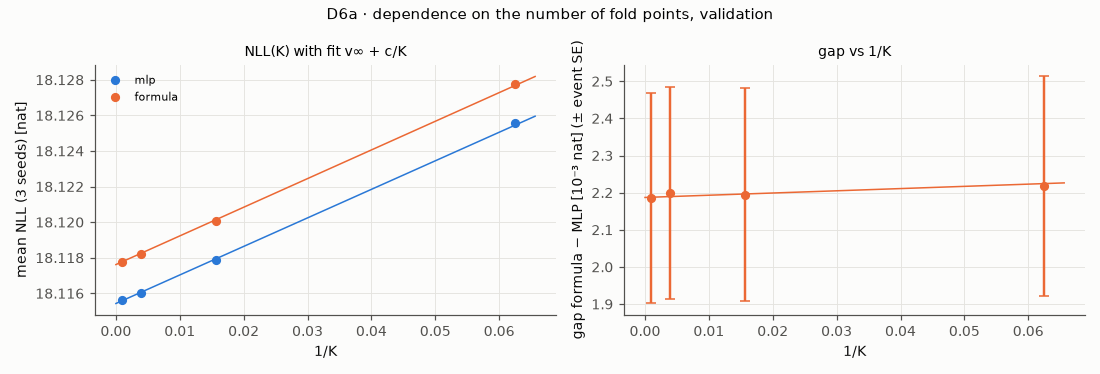 D6a · dependence on the number of fold points, validation
NLL(K) with fit v∞ + c/K
mean NLL (3 seeds) [nat]
18.128
18.126
18.124
18.122
18.120
18.118
18.116
mlp
formula
0.00 0.01 0.02 0.03 0.04 0.05 0.06
1/K
gap vs 1/K
gap formula − MLP [10⁻³ nat] (± event SE)
2.5
2.4
2.3
2.2
2.1
2.0
1.9
0.00 0.01 0.02 0.03 0.04 0.05 0.06
1/K